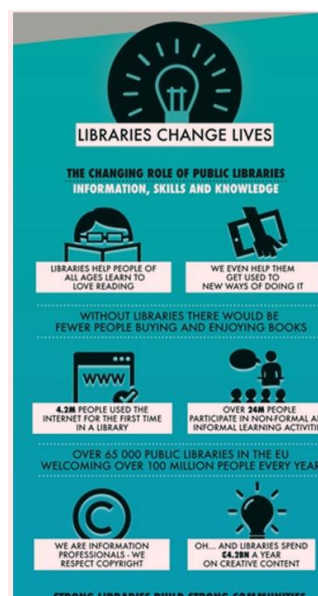 LIBRARIES CHANGE LIVES
THE CHANGING ROLE OF PUBLIC LIBRARIES
INFORMATION, SKILLS AND KNOWLEDGE
LIBRARIES HELP PEOPLE OF
ALL AGES LEARN TO
LOVE READING
WE EVEN HELP THEM
GET USED TO
NEW WAYS OF DOING IT
WITHOUT LIBRARIES THERE WOULD BE
FEWER PEOPLE BUYING AND ENJOYING BOOKS
WWW
4.2M PEOPLE USED THE
INTERNET FOR THE FIRST TIME
IN A LIBRARY
OVER 24M PEOPLE
PARTICIPATE IN NON-FORMAL A
INFORMAL LEARNING ACTIVITI
OVER 65 000 PUBLIC LIBRARIES IN THE EU
WELCOMING OVER 100 MILLION PEOPLE EVERY YEAR
©
WE ARE INFORMATION
PROFESSIONALS - WE
RESPECT COPYRIGHT
OH... AND LIBRARIES SPEND
€4.2BN A YEAR
ON CREATIVE CONTENT
STRONG LIBRARIES BUILD STRONG COMMUNITIES